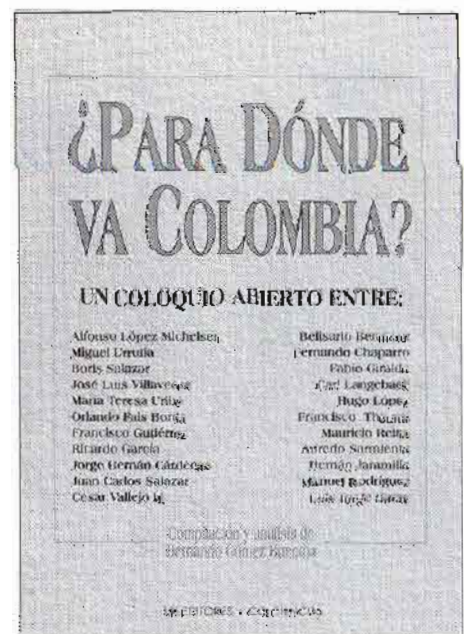 ¿PARA DÓNDE
VA COLOMBIA?
UN COLOQUIO ABIERTO ENTRE:
Alfonso López Michelsen
Miguel Urrutia
Boris Salazar
José Luis Villaveces
María Teresa Uribe
Orlando Fals Borda
Francisco Gutiérrez
Ricardo García
Jorge Hernán Cárdenas
Juan Carlos Salazar
César Vallejo M.
Belisario Betancur
Fernando Chaparro
Fabio Giraldo
Carl Langebaek
Hugo López
Francisco Thoumi
Mauricio Reina
Alfredo Sarmiento
Hernán Jaramillo
Manuel Rodríguez
Luis Jorge Garay
Compilación y análisis de
Hernando Gómez Buendía
EDITORES • COLCIENCIAS